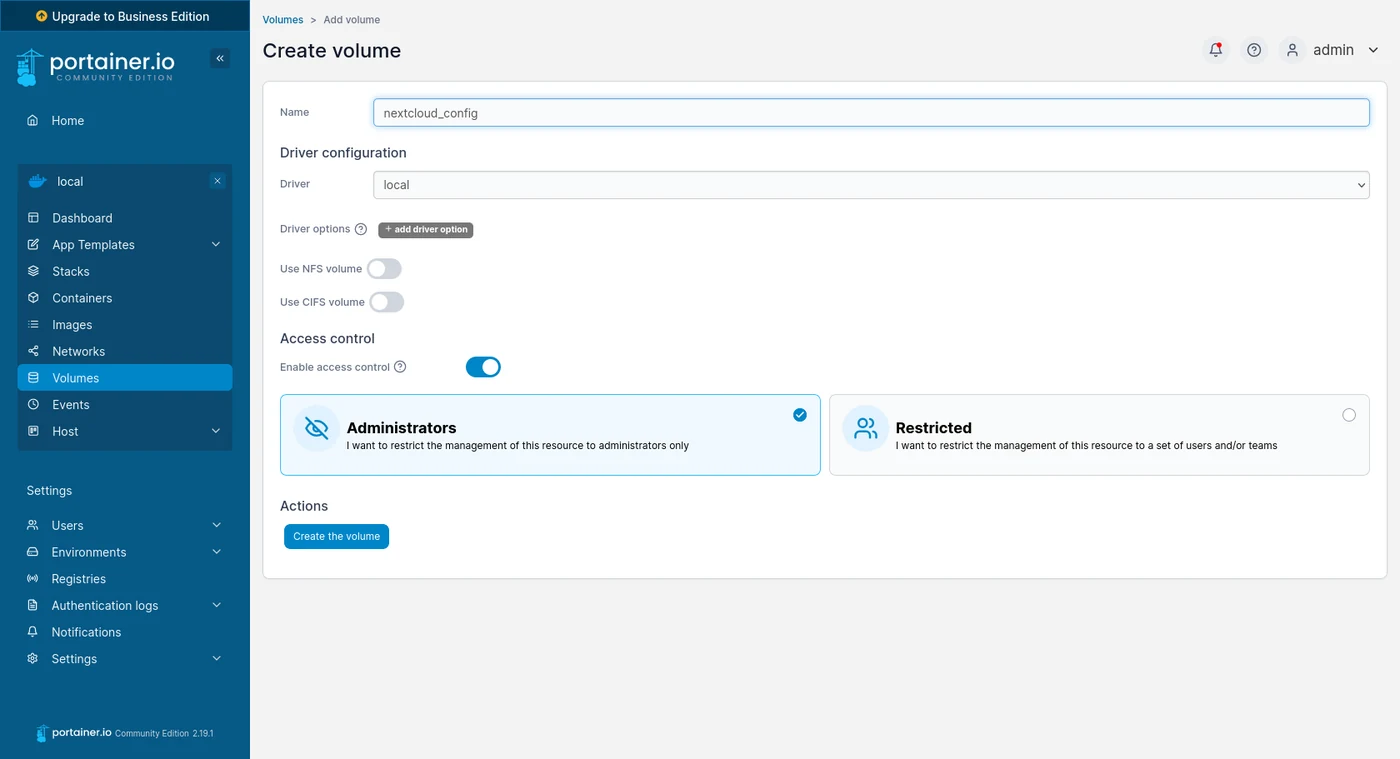 Upgrade to Business Edition
portainer.io
COMMUNITY EDITION
Home
local
Dashboard
App Templates
Stacks
Containers
Images
Networks
Volumes
Events
Host
Settings
Users
Environments
Registries
Authentication logs
Notifications
Settings
portainer.io Community Edition 2.19.1
Volumes > Add volume
Create volume
admin
Name nextcloud_config
Driver configuration
Driver local
Driver options + add driver option
Use NFS volume
Use CIFS volume
Access control
Enable access control
Administrators
I want to restrict the management of this resource to administrators only
Restricted
I want to restrict the management of this resource to a set of users and/or teams
Actions
Create the volume